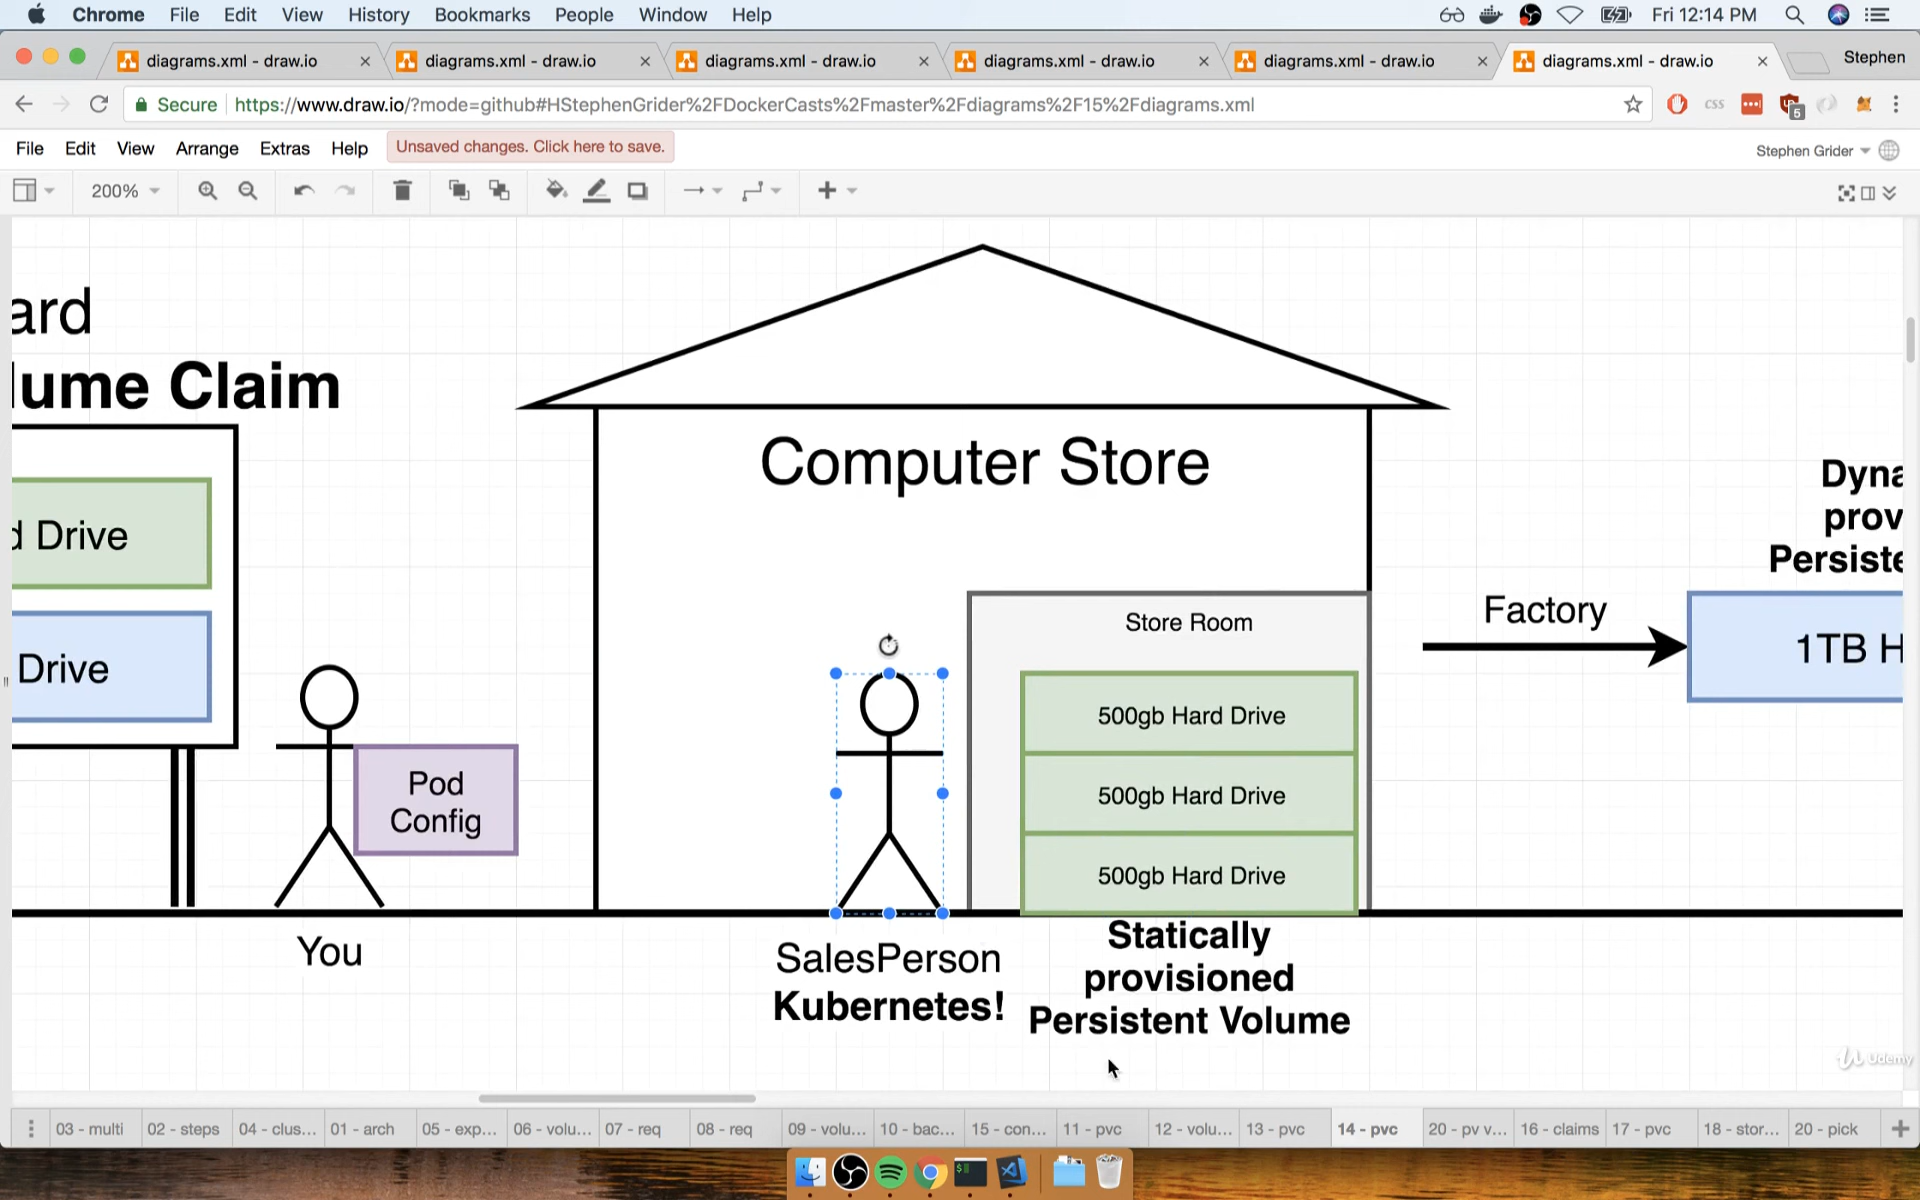 Chrome File Edit View History Bookmarks People Window Help Fri 12:14 PM
diagrams.xml - draw.io diagrams.xml - draw.io diagrams.xml - draw.io diagrams.xml - draw.io diagrams.xml - draw.io diagrams.xml - draw.io Stephen
Secure https://www.draw.io/?mode=github#HStephenGrider%2FDockerCasts%2Fmaster%2Fdiagrams%2F15%2Fdiagrams.xml css 5
File Edit View Arrange Extras Help Unsaved changes. Click here to save. Stephen Grider
200%
ard
lume Claim
d Drive
Drive
Pod
Config
You
Computer Store
Store Room
500gb Hard Drive
500gb Hard Drive
500gb Hard Drive
SalesPerson
Kubernetes!
Statically
provisioned
Persistent Volume
Factory
Dyna
prov
Persiste
1TB H
Udemy
03 - multi 02 - steps 04 - clus... 01 - arch 05 - exp... 06 - volu... 07 - req 08 - req 09 - volu... 10 - bac... 15 - con... 11 - pvc 12 - volu... 13 - pvc 14 - pvc 20 - pv v... 16 - claims 17 - pvc 18 - stor... 20 - pick